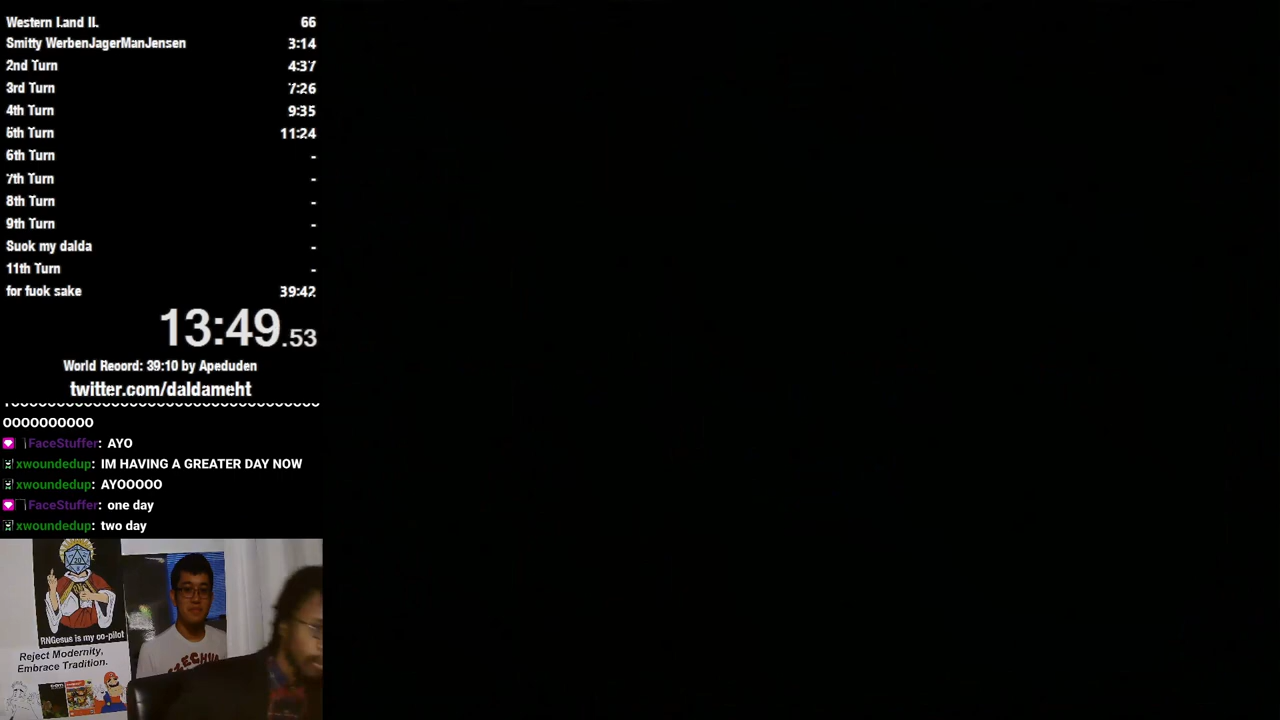 Western Land II. 66
Smitty WerbenJagerManJensen 3:14
2nd Turn 4:37
3rd Turn 7:26
4th Turn 9:35
5th Turn 11:24
6th Turn -
7th Turn -
8th Turn -
9th Turn -
Suck my dalda -
11th Turn -
for fuck sake 39:42
13:49.53
World Record: 39:10 by Apeduden
twitter.com/daldameht
OOOOOOOOOO
FaceStuffer: AYO
xwoundedup: IM HAVING A GREATER DAY NOW
xwoundedup: AYOOOOO
FaceStuffer: one day
xwoundedup: two day
RNGesus is my co-pilot
Reject Modernity,
Embrace Tradition.